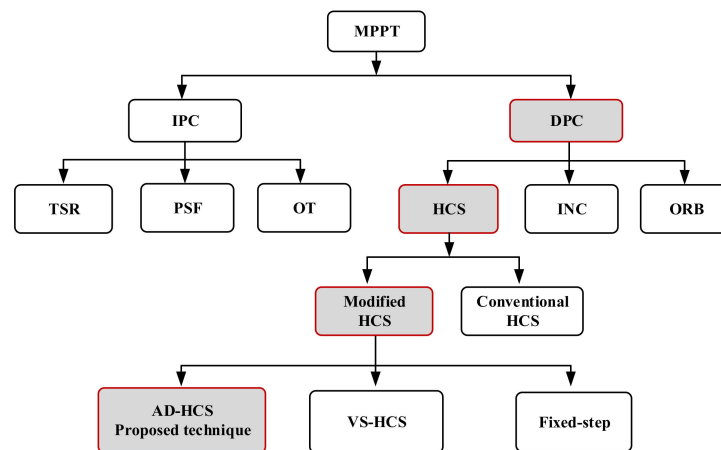 MPPT
IPC
DPC
TSR
PSF
OT
HCS
INC
ORB
Modified
HCS
Conventional
HCS
AD-HCS
Proposed technique
VS-HCS
Fixed-step